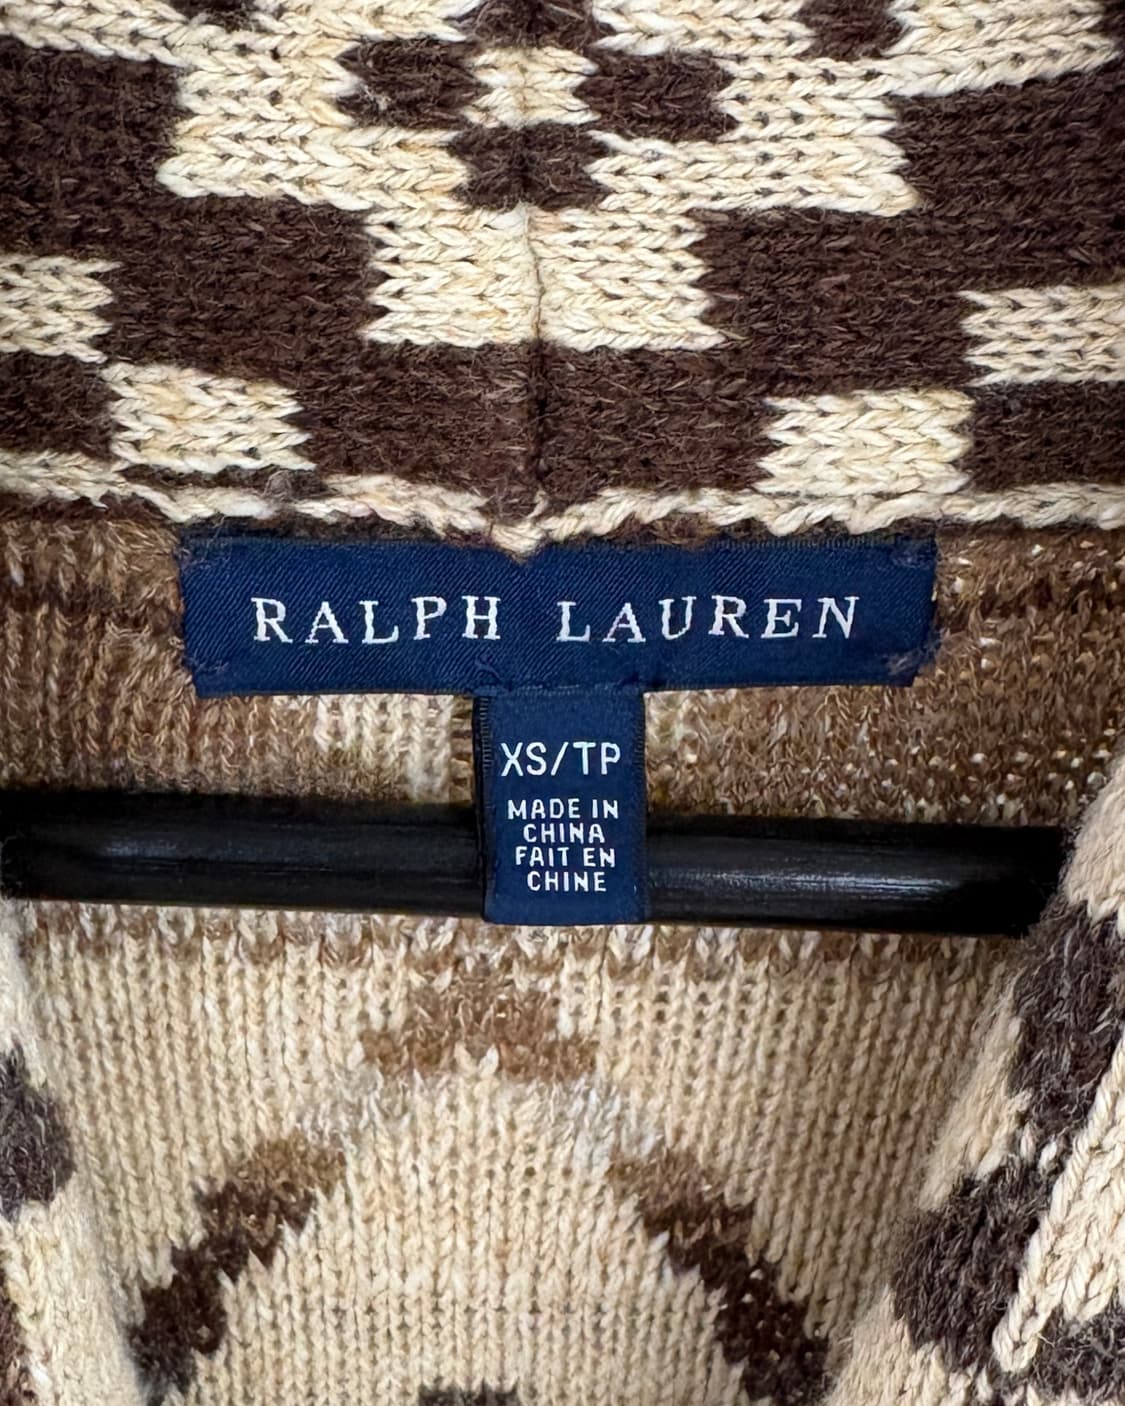 RALPH LAUREN
XS/TP
MADE IN
CHINA
FAIT EN
CHINE